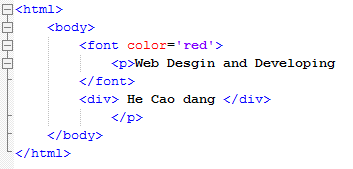 <html>
<body>
<font color='red'>
<p>Web Desgin and Developing
</font>
<div> He Cao dang </div>
</p>
</body>
</html>